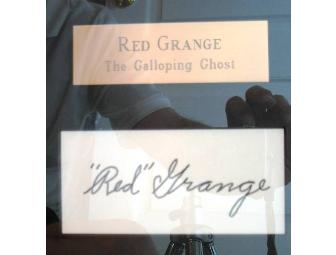 RED GRANGE
The Galloping Ghost
"Red" Grange